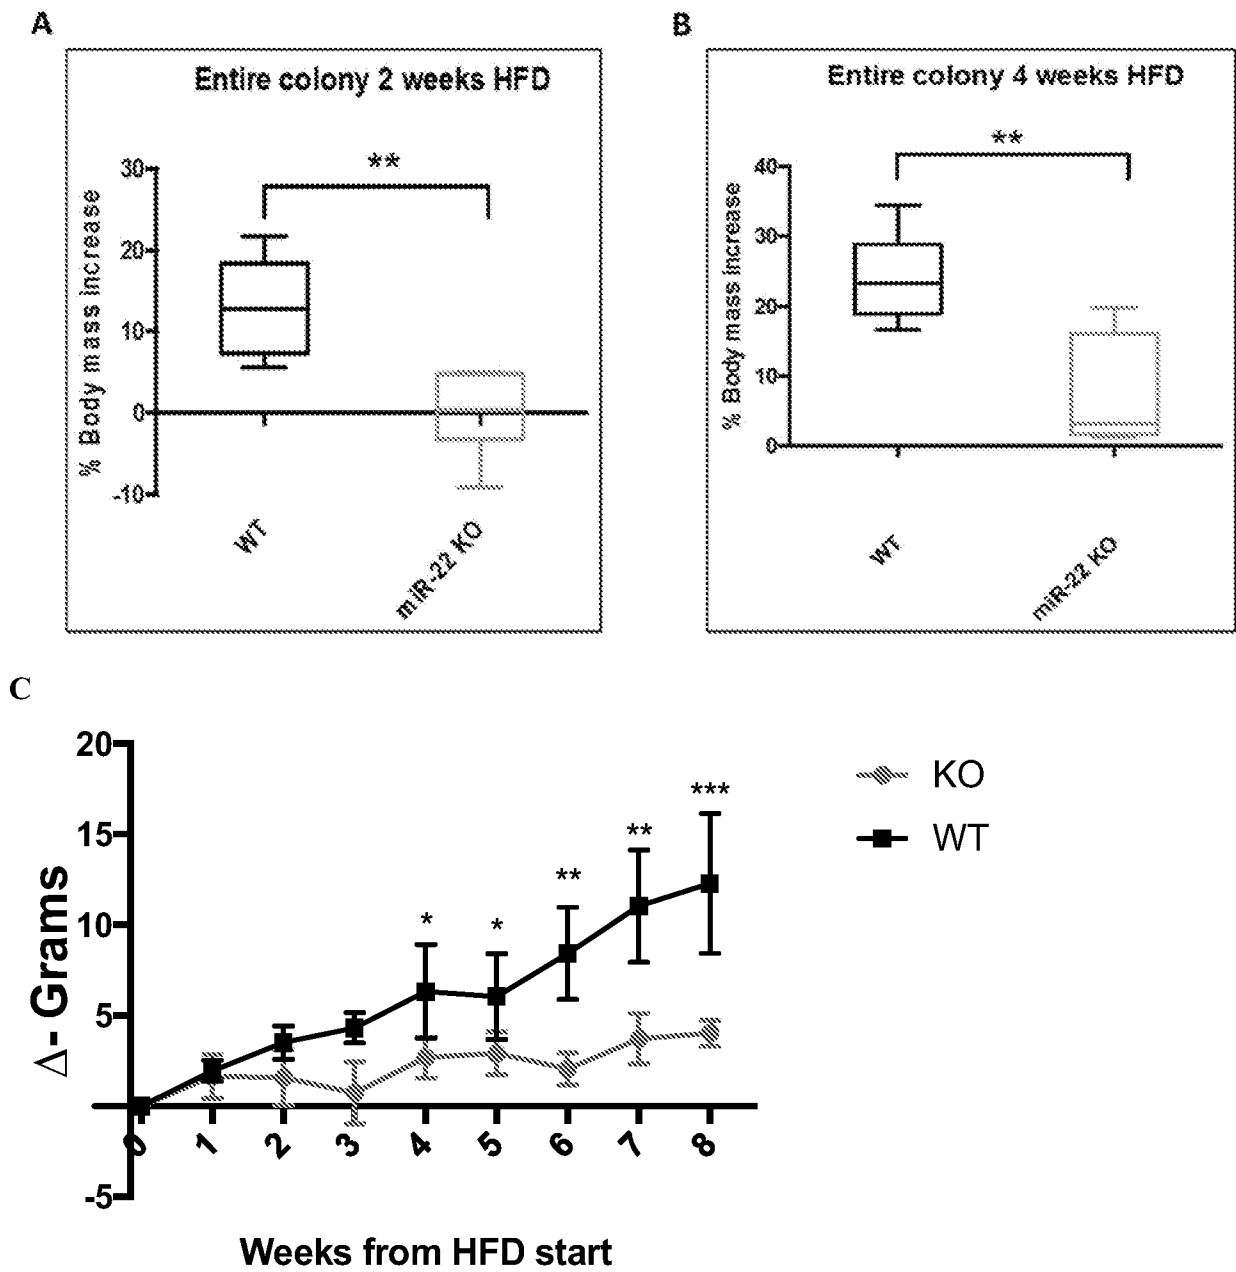 A
Entire colony 2 weeks HFD
**
30
20
10
0
-10
% Body mass increase
WT
miR-22 KO
B
Entire colony 4 weeks HFD
**
40
30
20
10
0
% Body mass increase
WT
miR-22 KO
C
20
15
10
5
-5
Δ- Grams
*
*
**
**
***
KO
WT
0 1 2 3 4 5 6 7 8
Weeks from HFD start